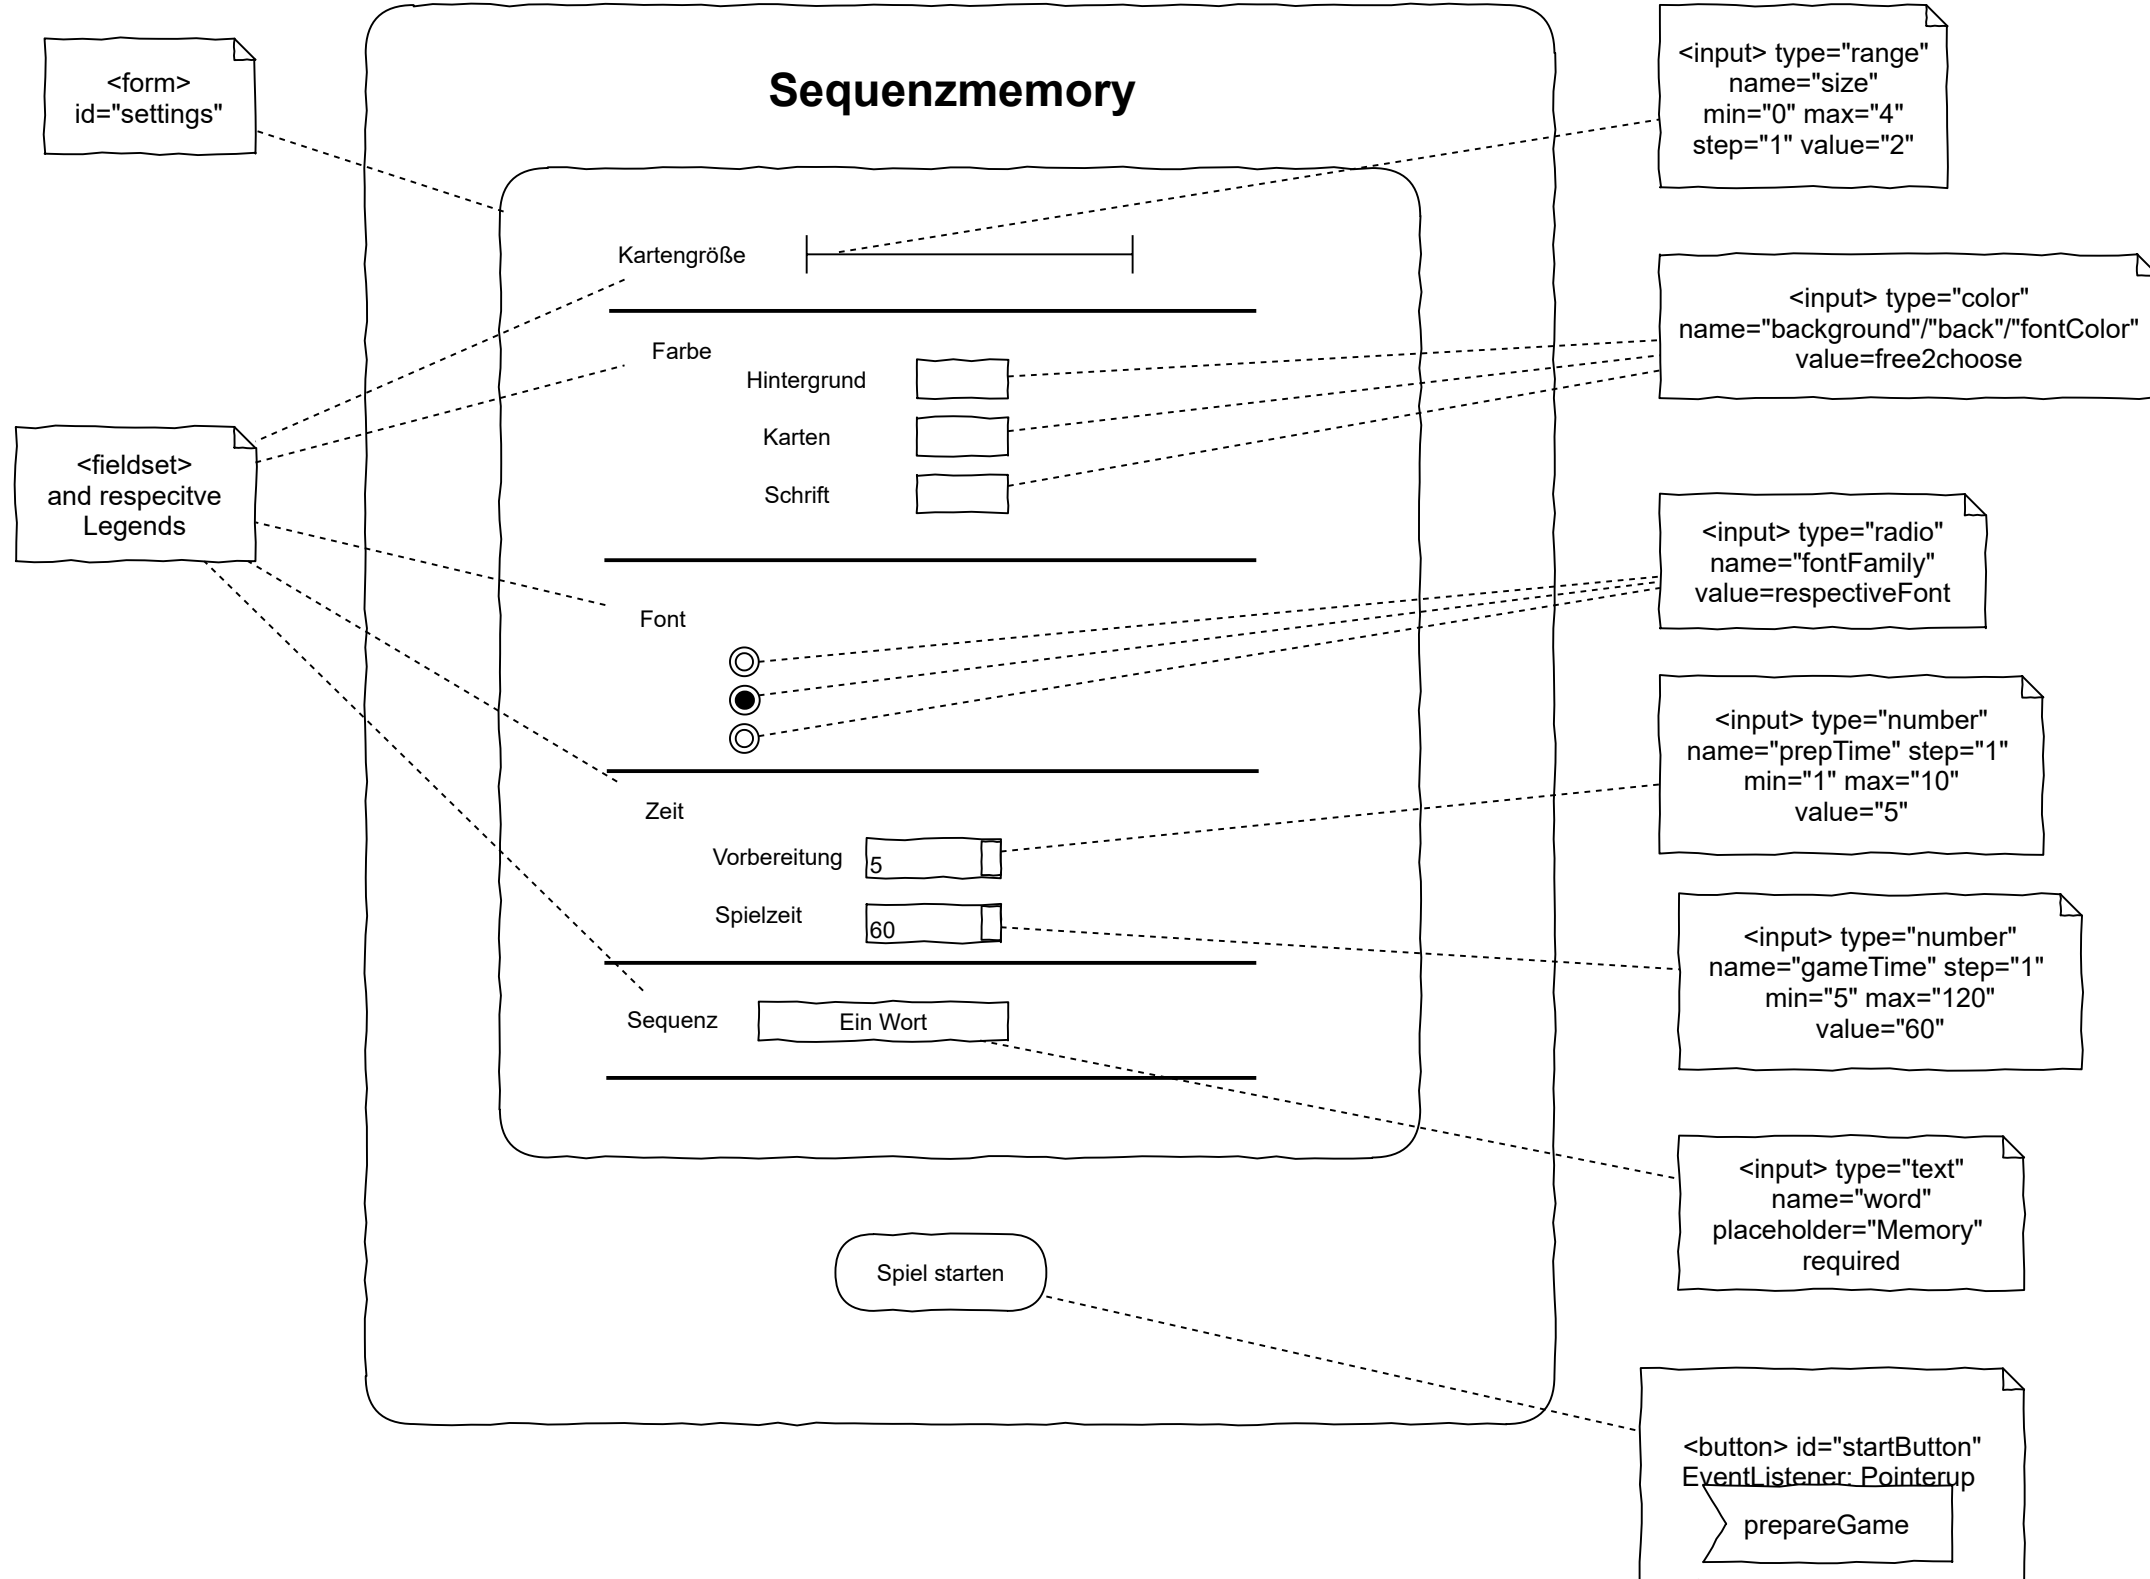 <form>
id="settings"
Sequenzmemory
<input> type="range"
name="size"
min="0" max="4"
step="1" value="2"
Kartengröße
<input> type="color"
name="background"/"back"/"fontColor"
value=free2choose
Farbe
Hintergrund
Karten
Schrift
<fieldset>
and respecitve
Legends
<input> type="radio"
name="fontFamily"
value=respectiveFont
Font
<input> type="number"
name="prepTime" step="1"
min="1" max="10"
value="5"
Zeit
Vorbereitung
5
Spielzeit
60
<input> type="number"
name="gameTime" step="1"
min="5" max="120"
value="60"
Sequenz
Ein Wort
<input> type="text"
name="word"
placeholder="Memory"
required
Spiel starten
<button> id="startButton"
EventListener: Pointerup
prepareGame